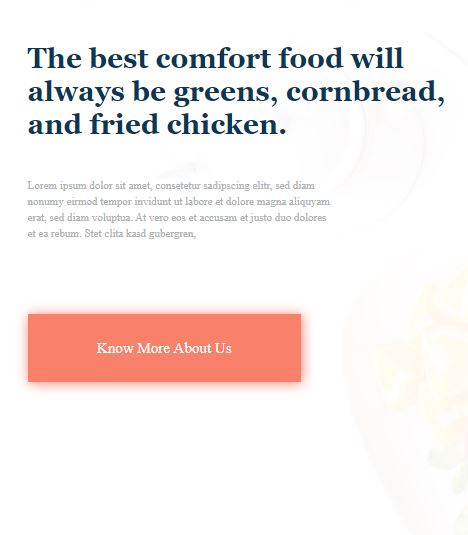 The best comfort food will
always be greens, cornbread,
and fried chicken.
Lorem ipsum dolor sit amet, consetetur sadipscing elitr, sed diam
nonumy eirmod tempor invidunt ut labore et dolore magna aliquyam
erat, sed diam voluptua. At vero eos et accusam et justo duo dolores
et ea rebum. Stet clita kasd gubergren,
Know More About Us